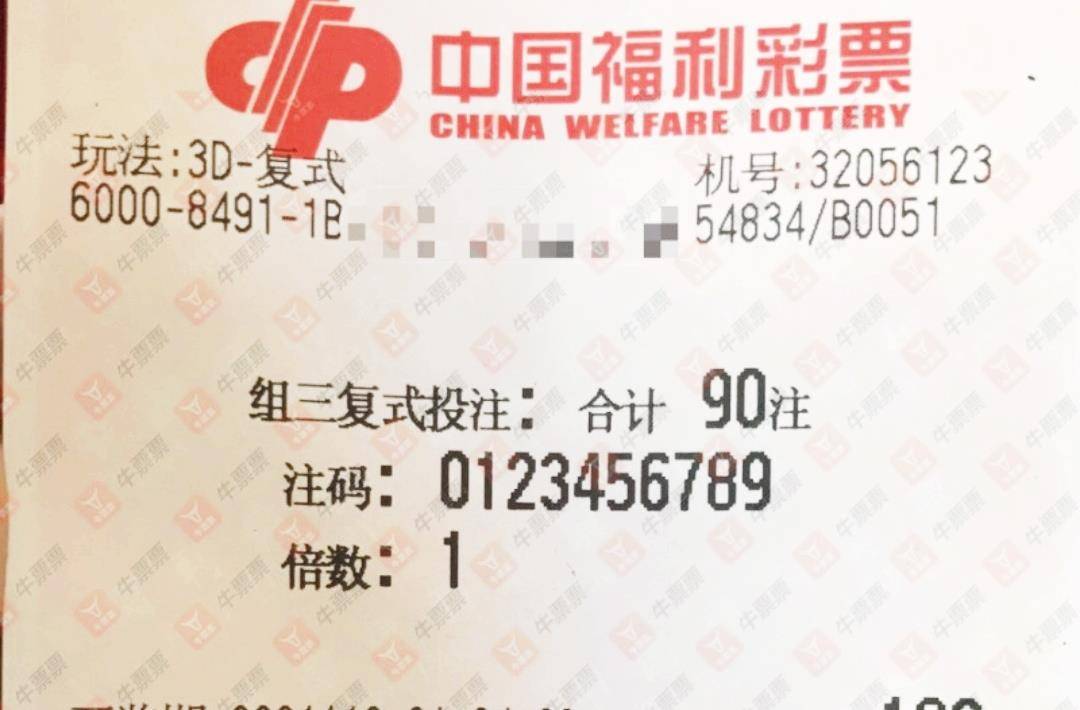 中国福利彩票
CHINA WELFARE LOTTERY
玩法:3D-复式 机号:32056123
6000-8491-1B 54834/B0051
组三复式投注: 合计 90注
注码: 0123456789
倍数: 1
牛票票